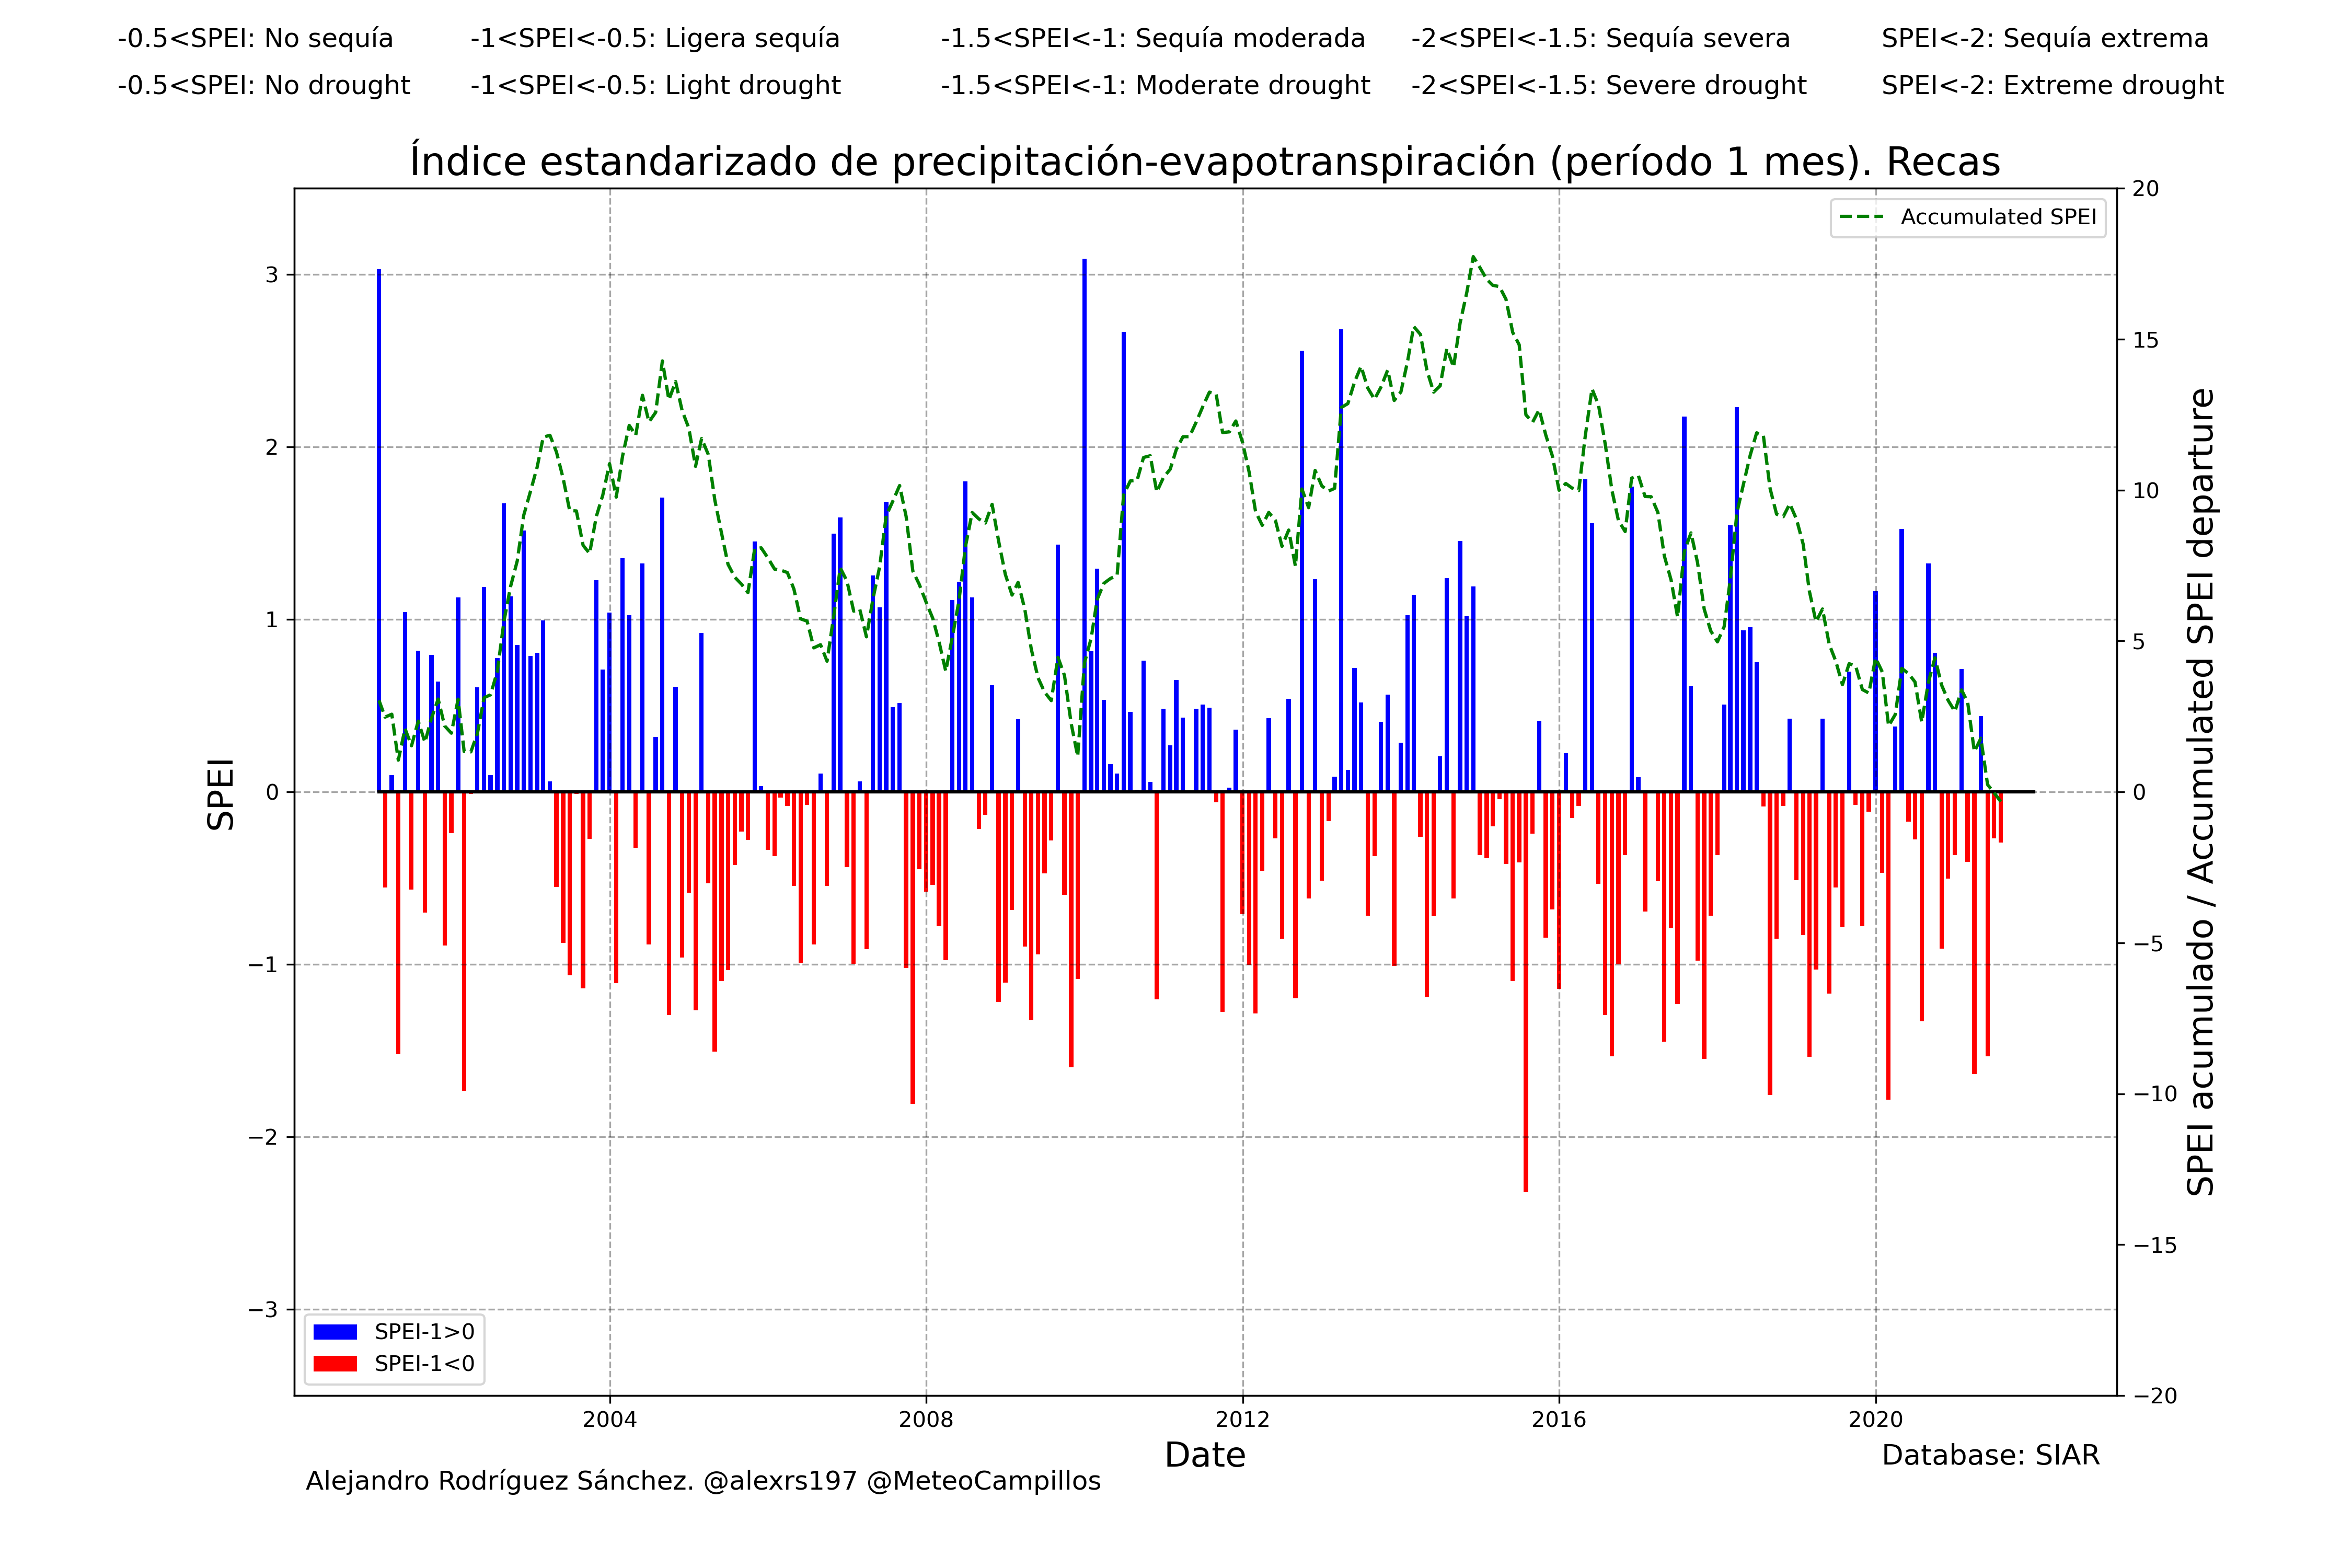 -0.5<SPEI: No sequía -1<SPEI<-0.5: Ligera sequía -1.5<SPEI<-1: Sequía moderada -2<SPEI<-1.5: Sequía severa SPEI<-2: Sequía extrema
-0.5<SPEI: No drought -1<SPEI<-0.5: Light drought -1.5<SPEI<-1: Moderate drought -2<SPEI<-1.5: Severe drought SPEI<-2: Extreme drought
Índice estandarizado de precipitación-evapotranspiración (período 1 mes). Recas
Accumulated SPEI
SPEI
3
2
1
0
−1
−2
−3
20
15
10
5
0
−5
−10
−15
−20
SPEI acumulado / Accumulated SPEI departure
SPEI-1>0
SPEI-1<0
2004 2008 2012 2016 2020
Date
Database: SIAR
Alejandro Rodríguez Sánchez. @alexrs197 @MeteoCampillos